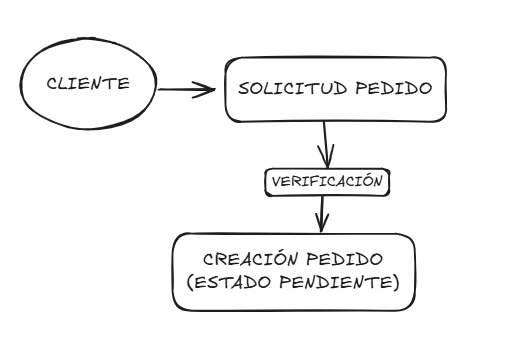 CLIENTE
SOLICITUD PEDIDO
VERIFICACIÓN
CREACIÓN PEDIDO
(ESTADO PENDIENTE)